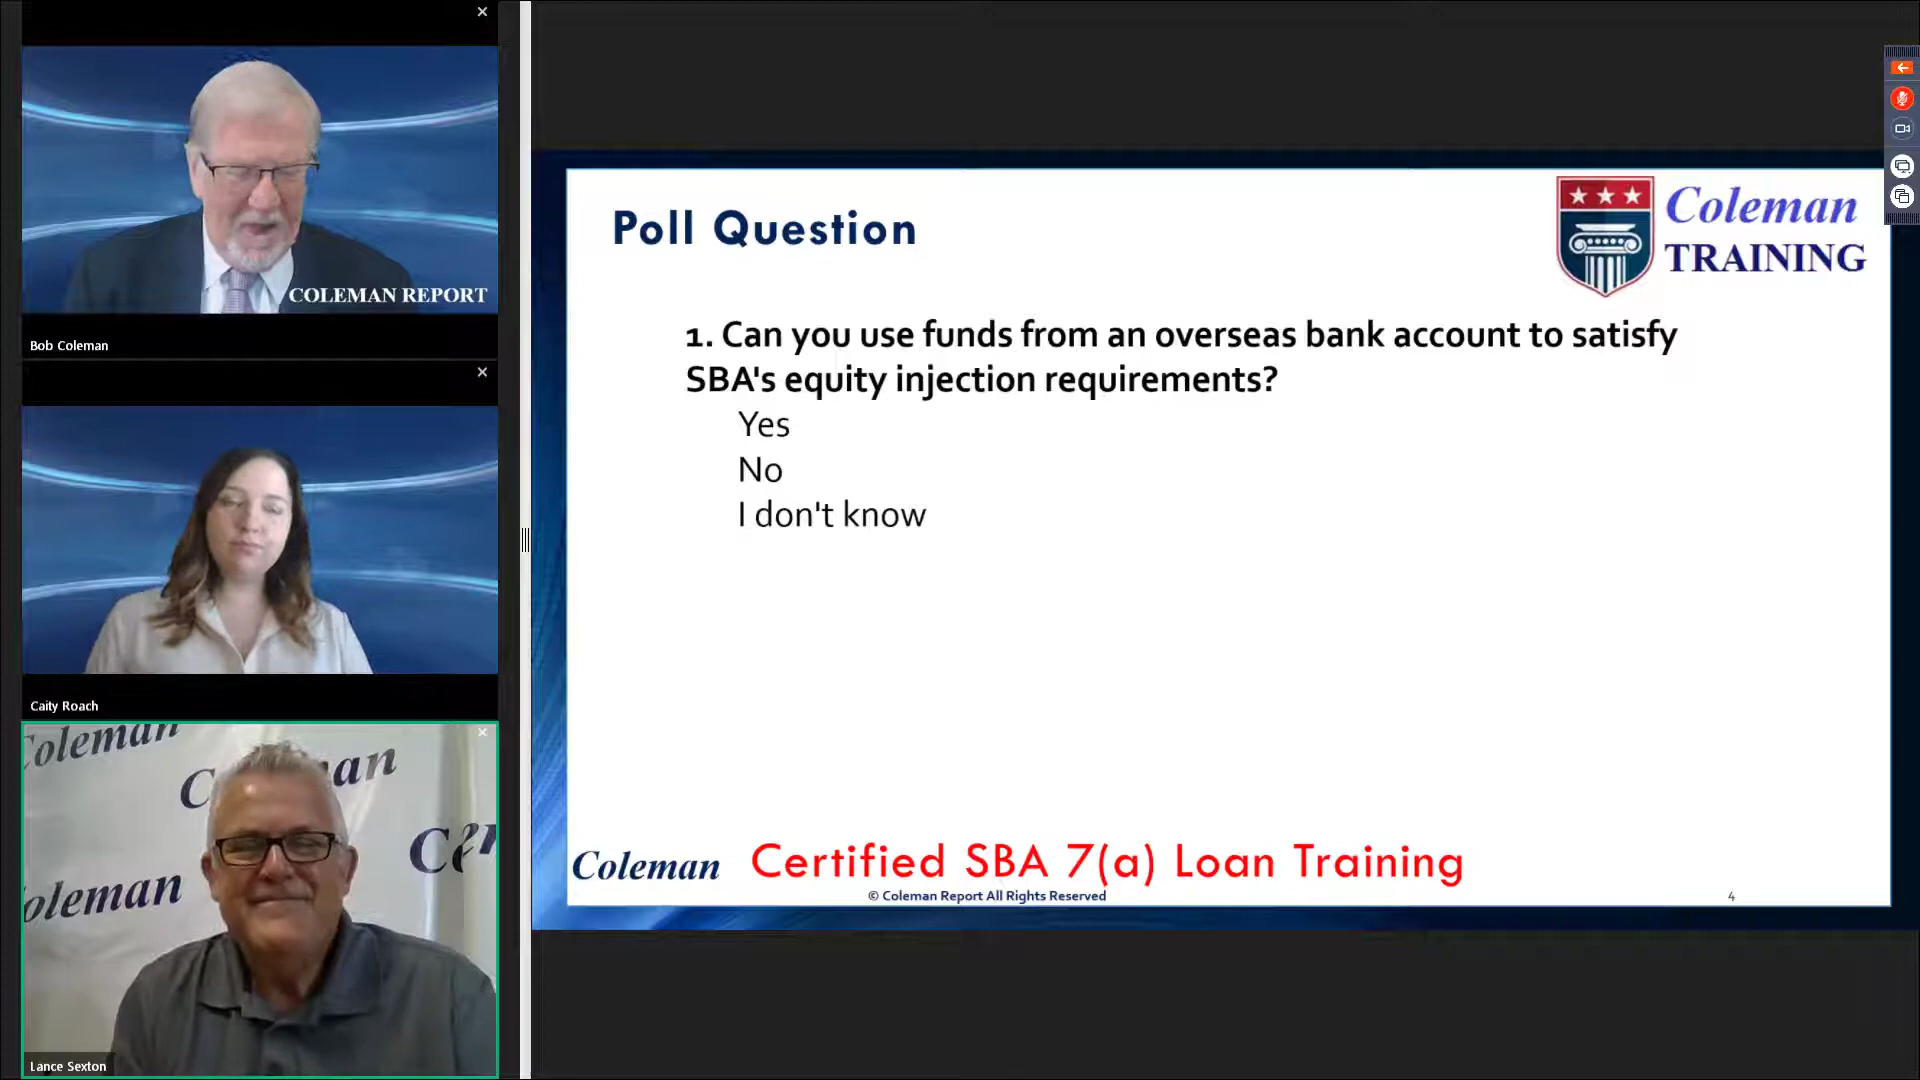 COLEMAN REPORT
Bob Coleman
Caity Roach
Coleman
Coleman
Lance Sexton
Poll Question
Coleman
TRAINING
1. Can you use funds from an overseas bank account to satisfy
SBA's equity injection requirements?
Yes
No
I don't know
Coleman
Certified SBA 7(a) Loan Training
© Coleman Report All Rights Reserved
4